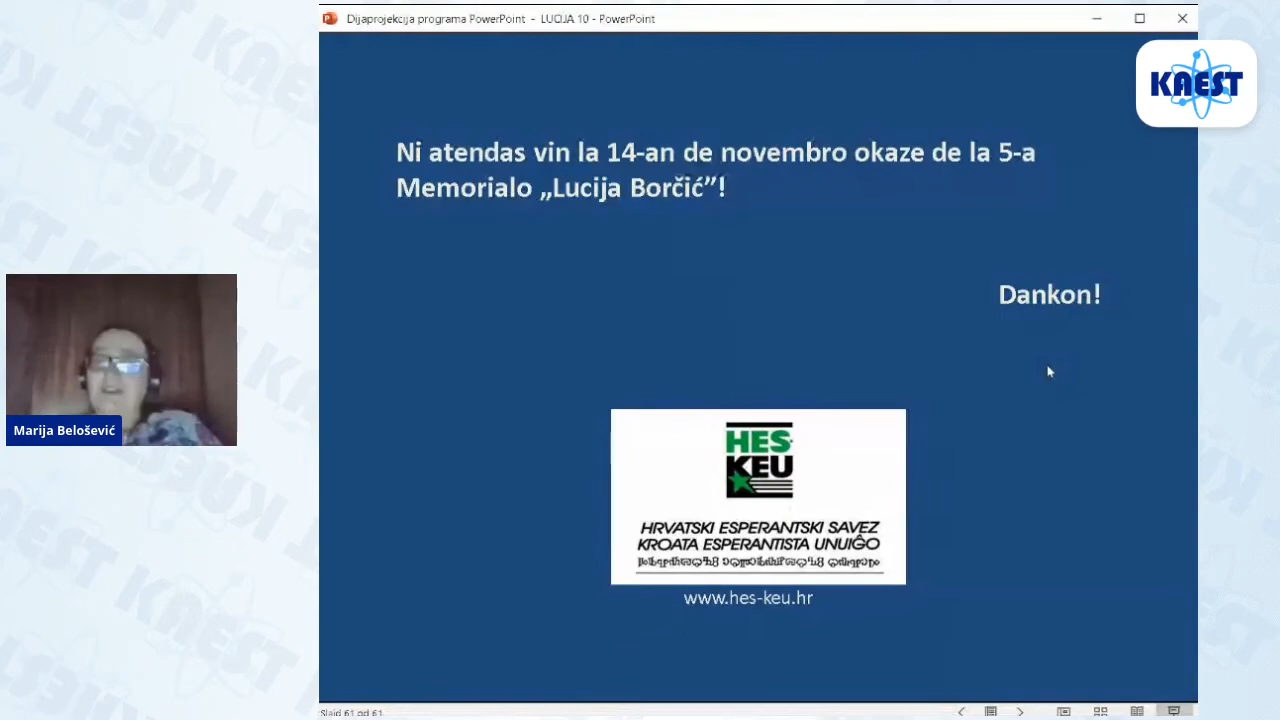 Dijaprojekcija programa PowerPoint - LUCIJA 10 - PowerPoint
KAEST
Ni atendas vin la 14-an de novembro okaze de la 5-a
Memorialo „Lucija Borčić”!
Dankon!
Marija Belošević
HES
KEU
HRVATSKI ESPERANTSKI SAVEZ
KROATA ESPERANTISTA UNUIĜO
www.hes-keu.hr
Slajd 61 od 61